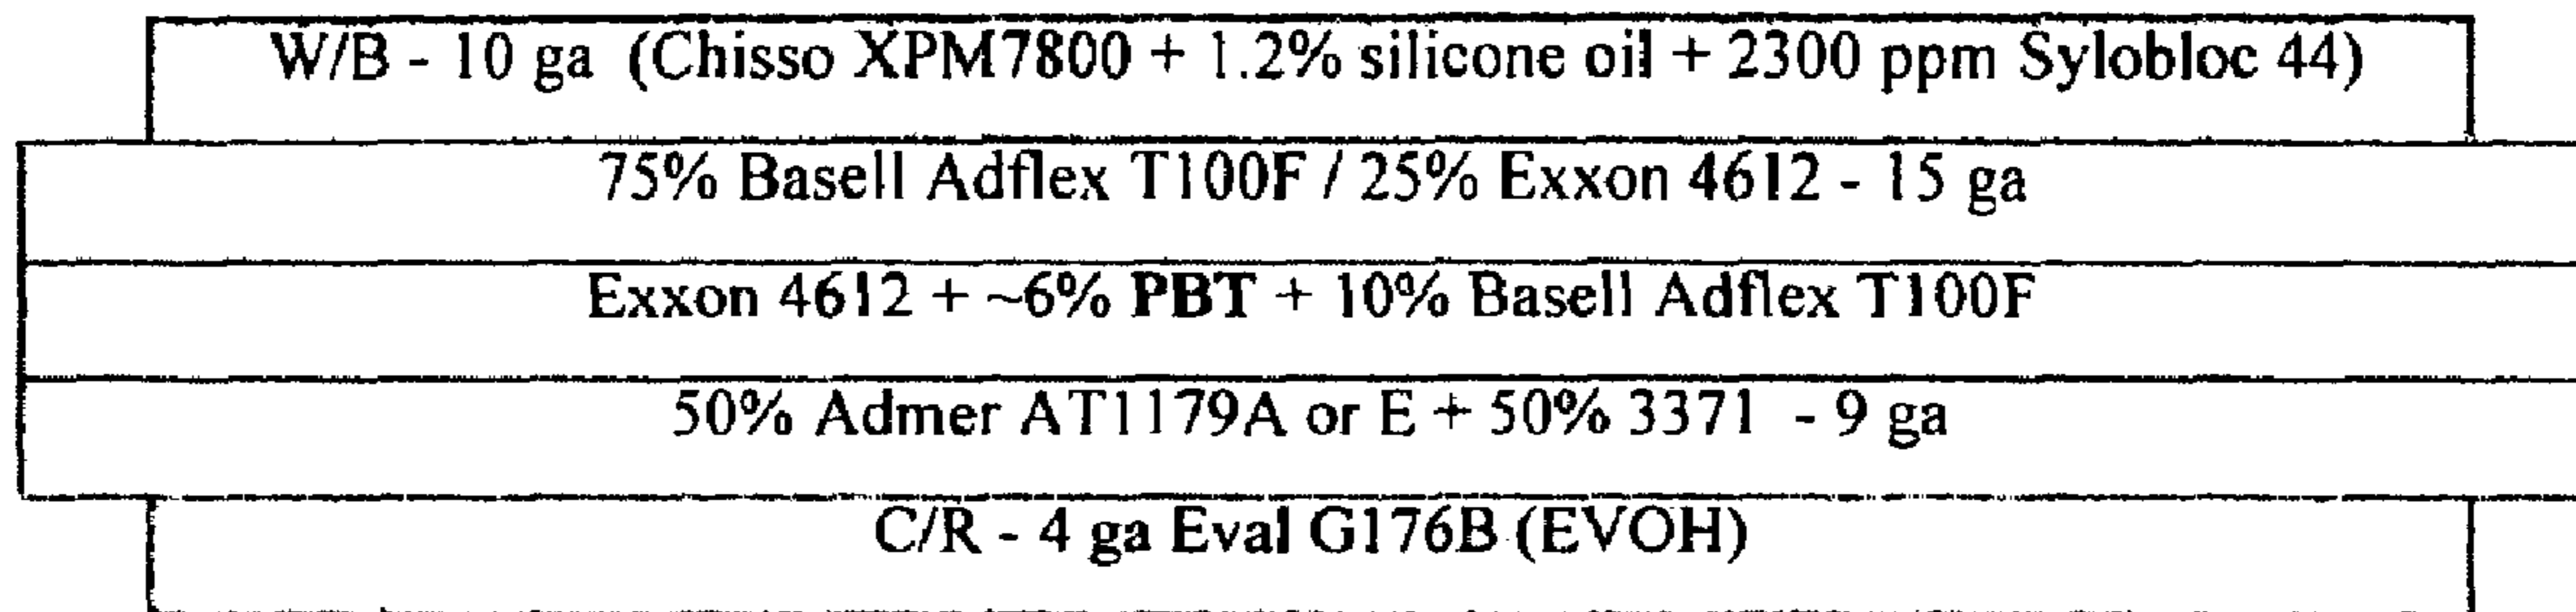 W/B - 10 ga (Chisso XPM7800 + 1.2% silicone oil + 2300 ppm Sylobloc 44)
75% Basell Adflex T100F / 25% Exxon 4612 - 15 ga
Exxon 4612 + ~6% PBT + 10% Basell Adflex T100F
50% Admer AT1179A or E + 50% 3371 - 9 ga
C/R - 4 ga Eval G176B (EVOH)